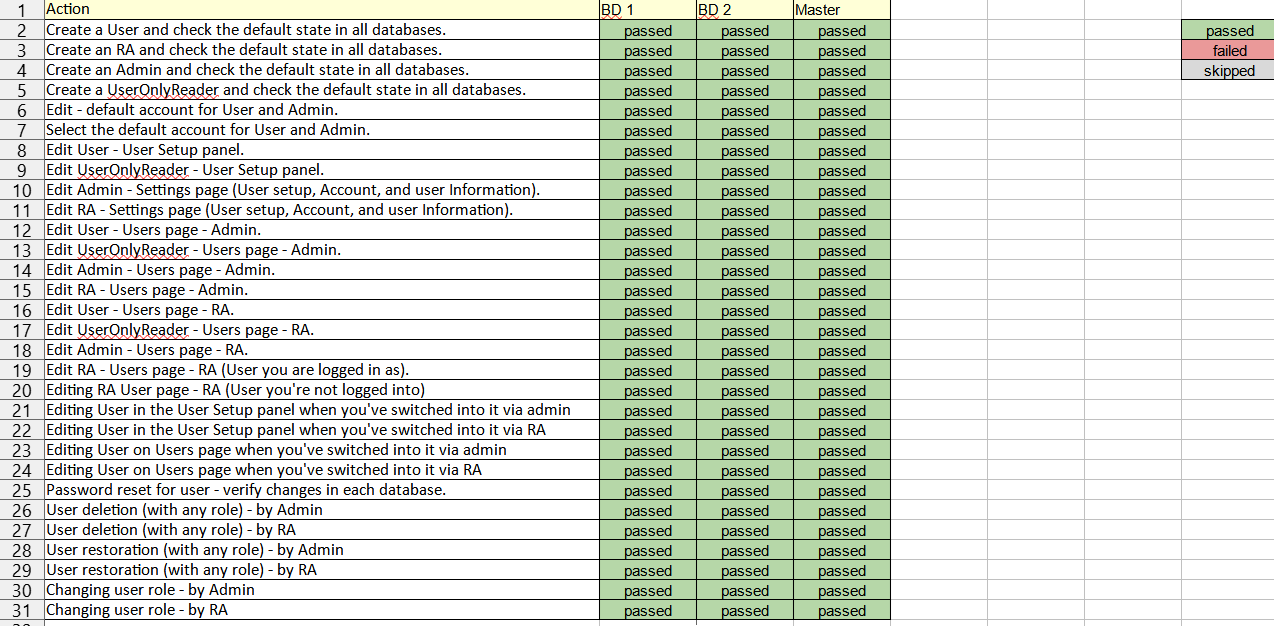 1 Action BD 1 BD 2 Master
2 Create a User and check the default state in all databases. passed passed passed passed
3 Create an RA and check the default state in all databases. passed passed passed failed
4 Create an Admin and check the default state in all databases. passed passed passed skipped
5 Create a UserOnlyReader and check the default state in all databases. passed passed passed
6 Edit - default account for User and Admin. passed passed passed
7 Select the default account for User and Admin. passed passed passed
8 Edit User - User Setup panel. passed passed passed
9 Edit UserOnlyReader - User Setup panel. passed passed passed
10 Edit Admin - Settings page (User setup, Account, and user Information). passed passed passed
11 Edit RA - Settings page (User setup, Account, and user Information). passed passed passed
12 Edit User - Users page - Admin. passed passed passed
13 Edit UserOnlyReader - Users page - Admin. passed passed passed
14 Edit Admin - Users page - Admin. passed passed passed
15 Edit RA - Users page - Admin. passed passed passed
16 Edit User - Users page - RA. passed passed passed
17 Edit UserOnlyReader - Users page - RA. passed passed passed
18 Edit Admin - Users page - RA. passed passed passed
19 Edit RA - Users page - RA (User you are logged in as). passed passed passed
20 Editing RA User page - RA (User you're not logged into) passed passed passed
21 Editing User in the User Setup panel when you've switched into it via admin passed passed passed
22 Editing User in the User Setup panel when you've switched into it via RA passed passed passed
23 Editing User on Users page when you've switched into it via admin passed passed passed
24 Editing User on Users page when you've switched into it via RA passed passed passed
25 Password reset for user - verify changes in each database. passed passed passed
26 User deletion (with any role) - by Admin passed passed passed
27 User deletion (with any role) - by RA passed passed passed
28 User restoration (with any role) - by Admin passed passed passed
29 User restoration (with any role) - by RA passed passed passed
30 Changing user role - by Admin passed passed passed
31 Changing user role - by RA passed passed passed